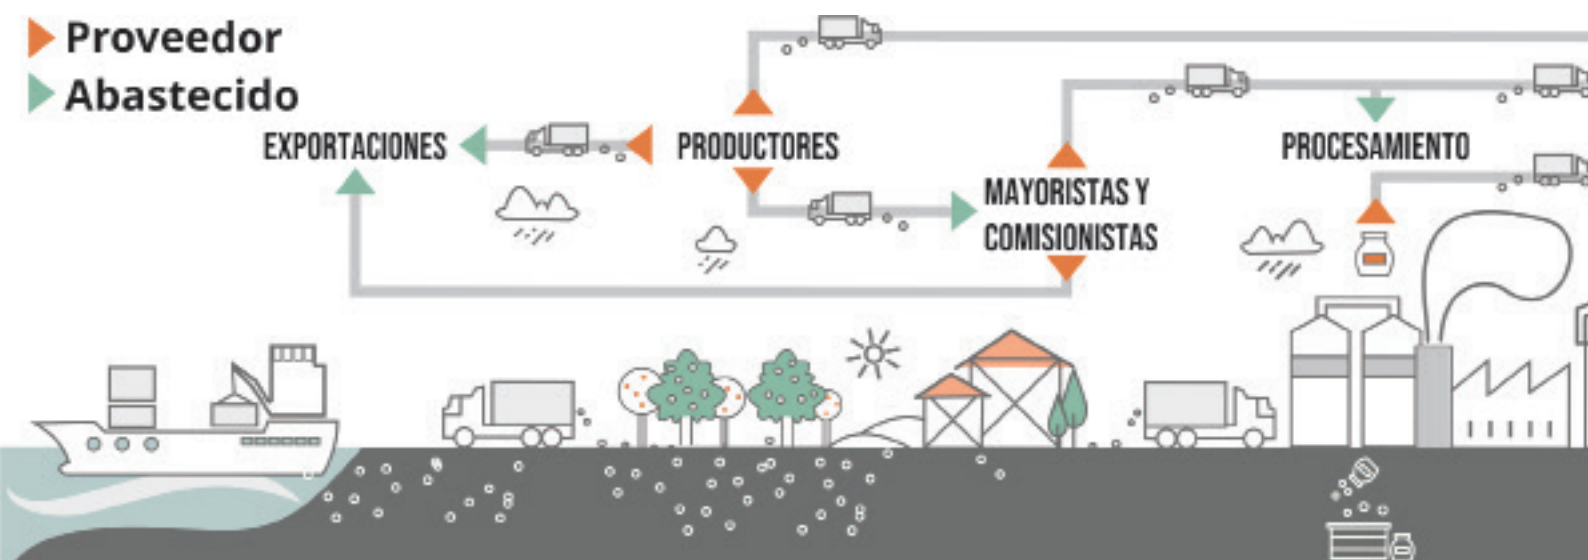 Proveedor
Abastecido
EXPORTACIONES
PRODUCTORES
PROCESAMIENTO
MAYORISTAS Y
COMISIONISTAS